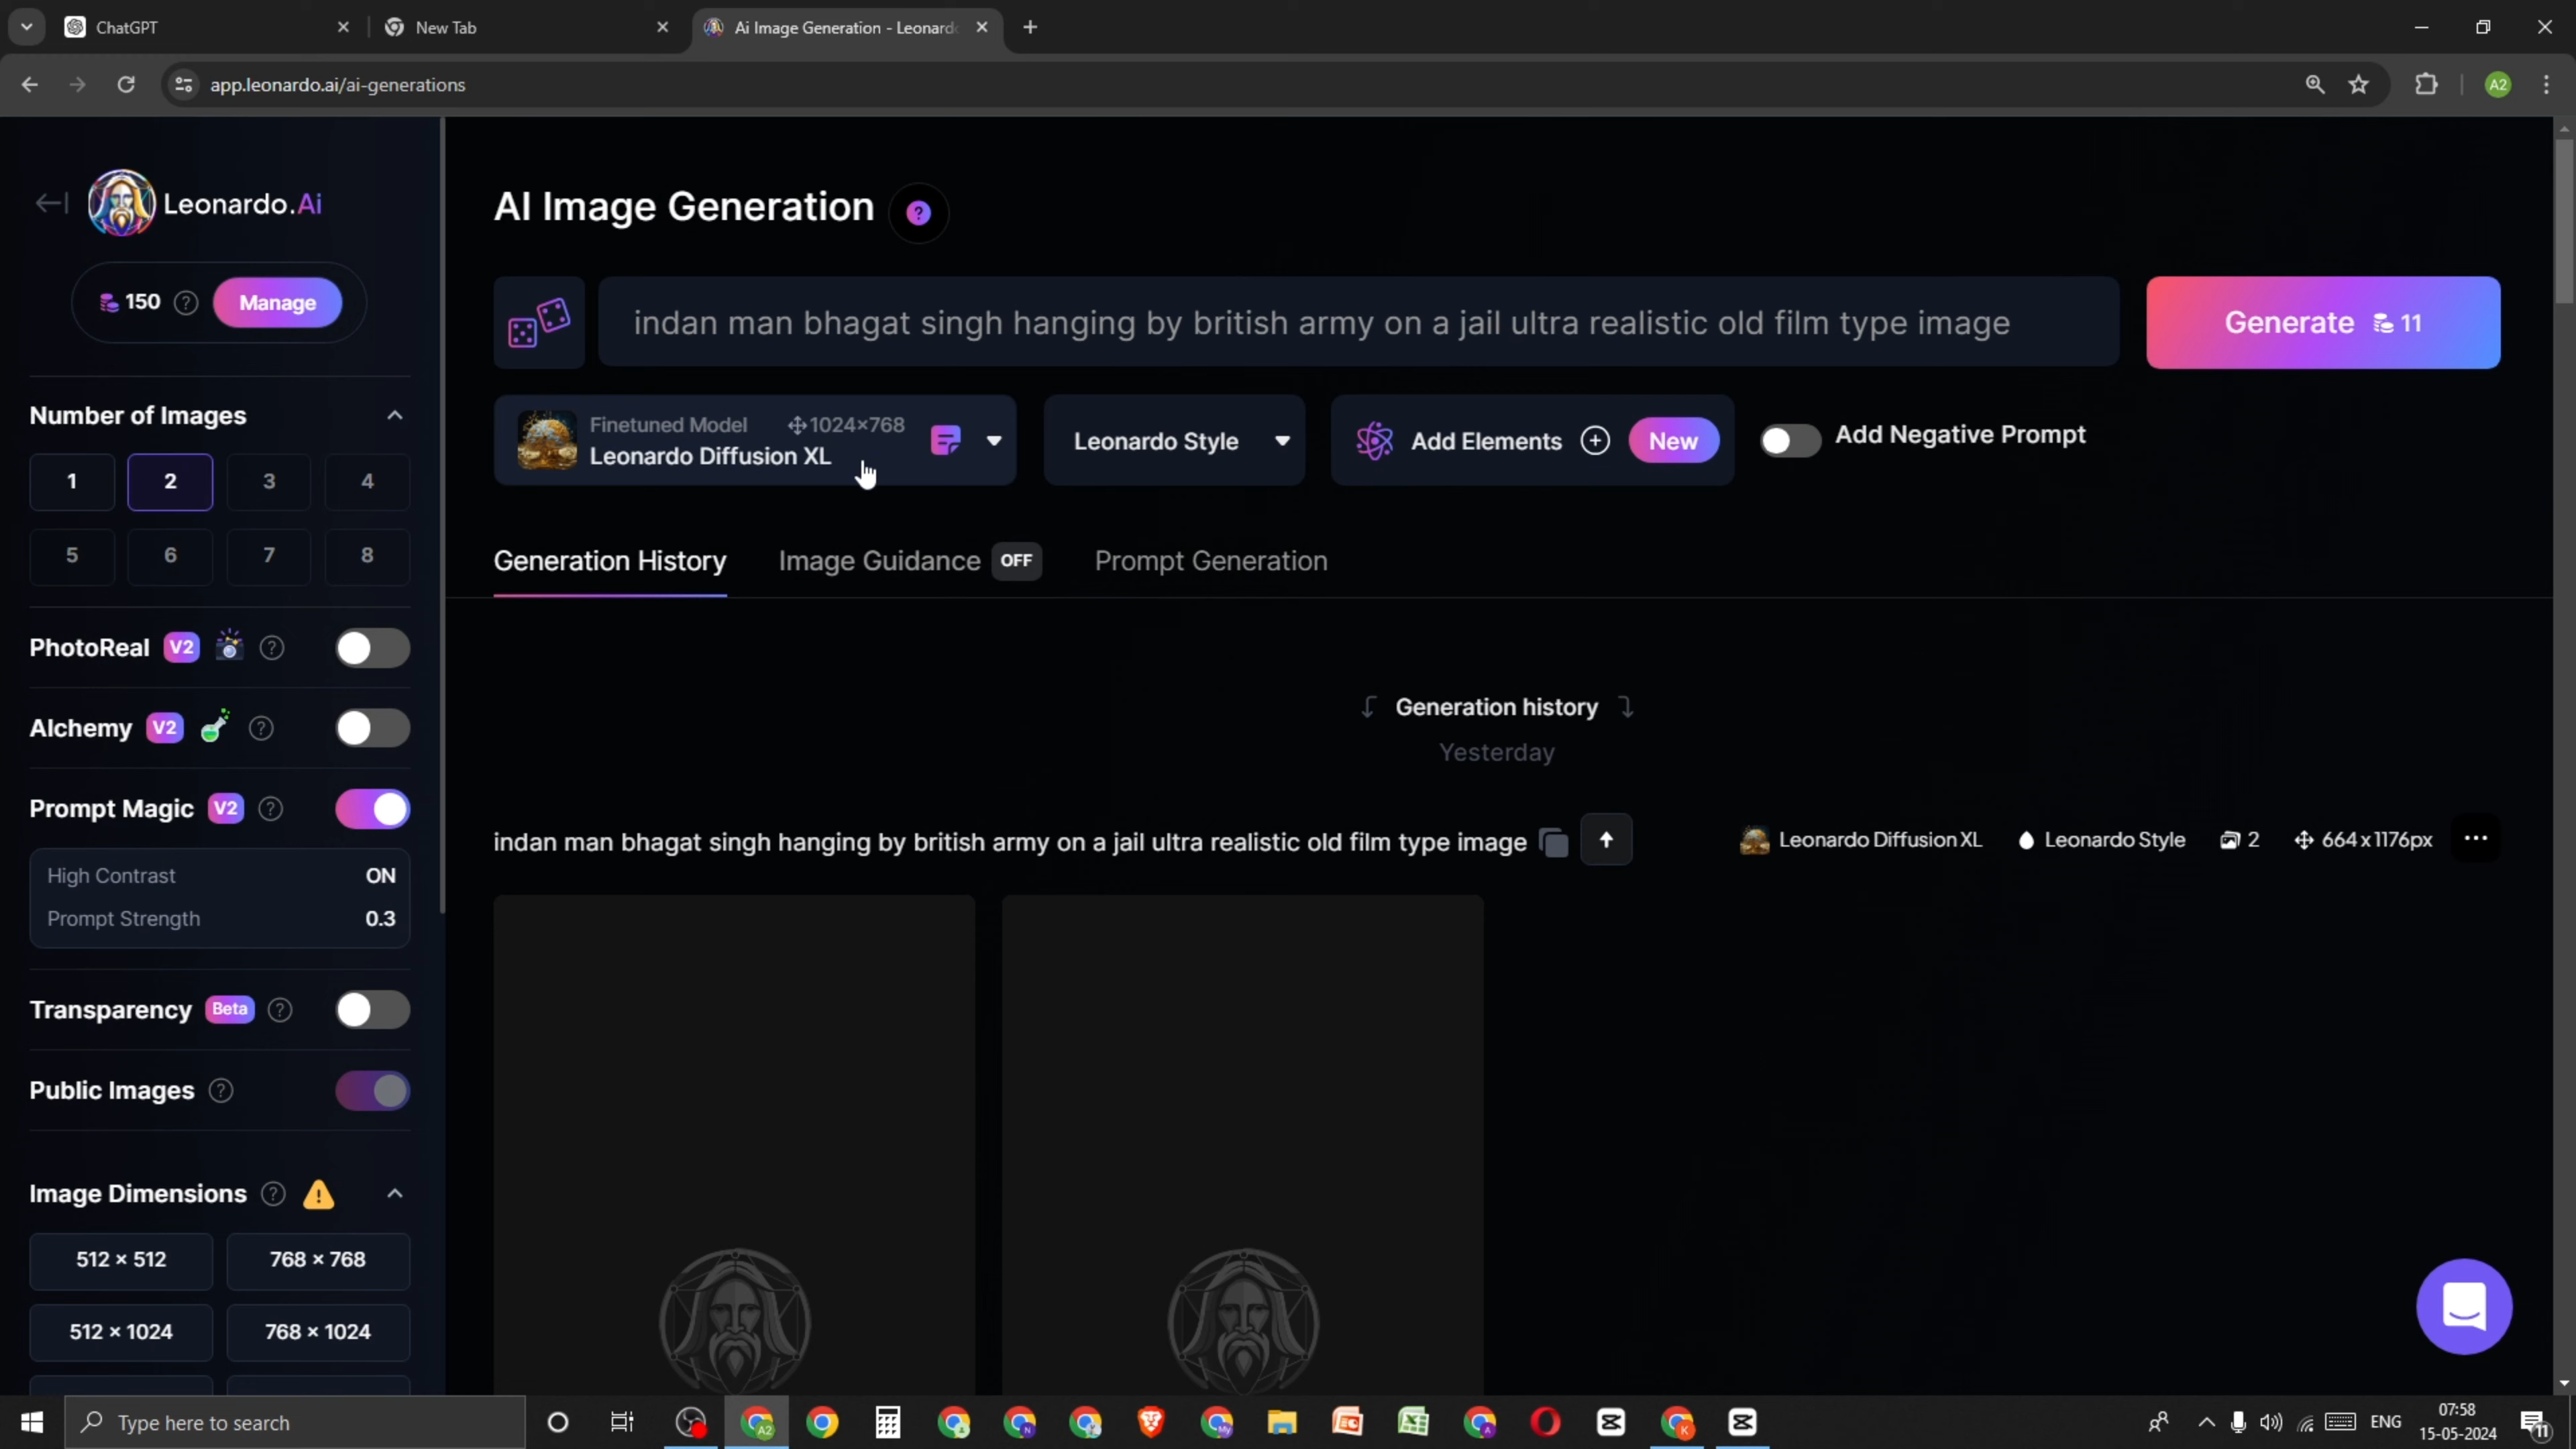 ChatGPT
New Tab
Ai Image Generation - Leonard
app.leonardo.ai/ai-generations
A2
Leonardo.Ai
150 ? Manage
Number of Images
1 2 3 4
5 6 7 8
PhotoReal V2 ?
Alchemy V2 ?
Prompt Magic V2 ?
High Contrast ON
Prompt Strength 0.3
Transparency Beta ?
Public Images ?
Image Dimensions ?
512 × 512 768 × 768
512 × 1024 768 × 1024
AI Image Generation ?
indan man bhagat singh hanging by british army on a jail ultra realistic old film type image
Generate 11
Finetuned Model 1024×768
Leonardo Diffusion XL
Leonardo Style
Add Elements New
Add Negative Prompt
Generation History Image Guidance OFF Prompt Generation
Generation history
Yesterday
indan man bhagat singh hanging by british army on a jail ultra realistic old film type image
Leonardo Diffusion XL Leonardo Style 2 664 x 1176px
Type here to search
ENG
07:58
15-05-2024
11